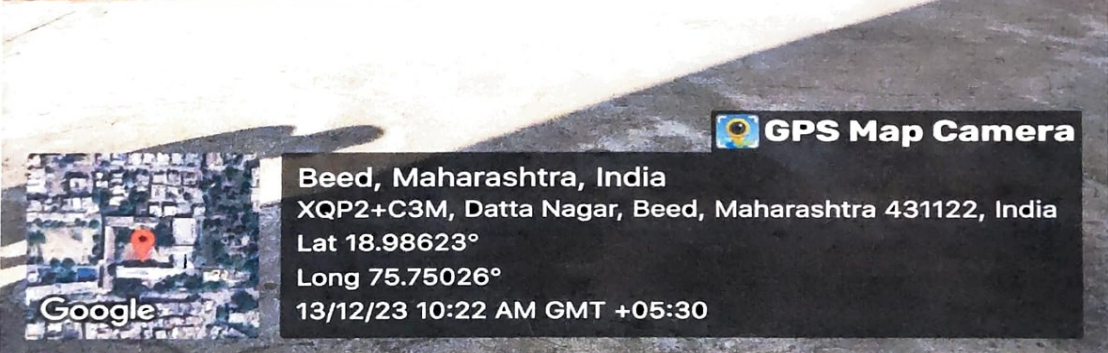 GPS Map Camera
Beed, Maharashtra, India
XQP2+C3M, Datta Nagar, Beed, Maharashtra 431122, India
Lat 18.98623°
Long 75.75026°
13/12/23 10:22 AM GMT +05:30
Google